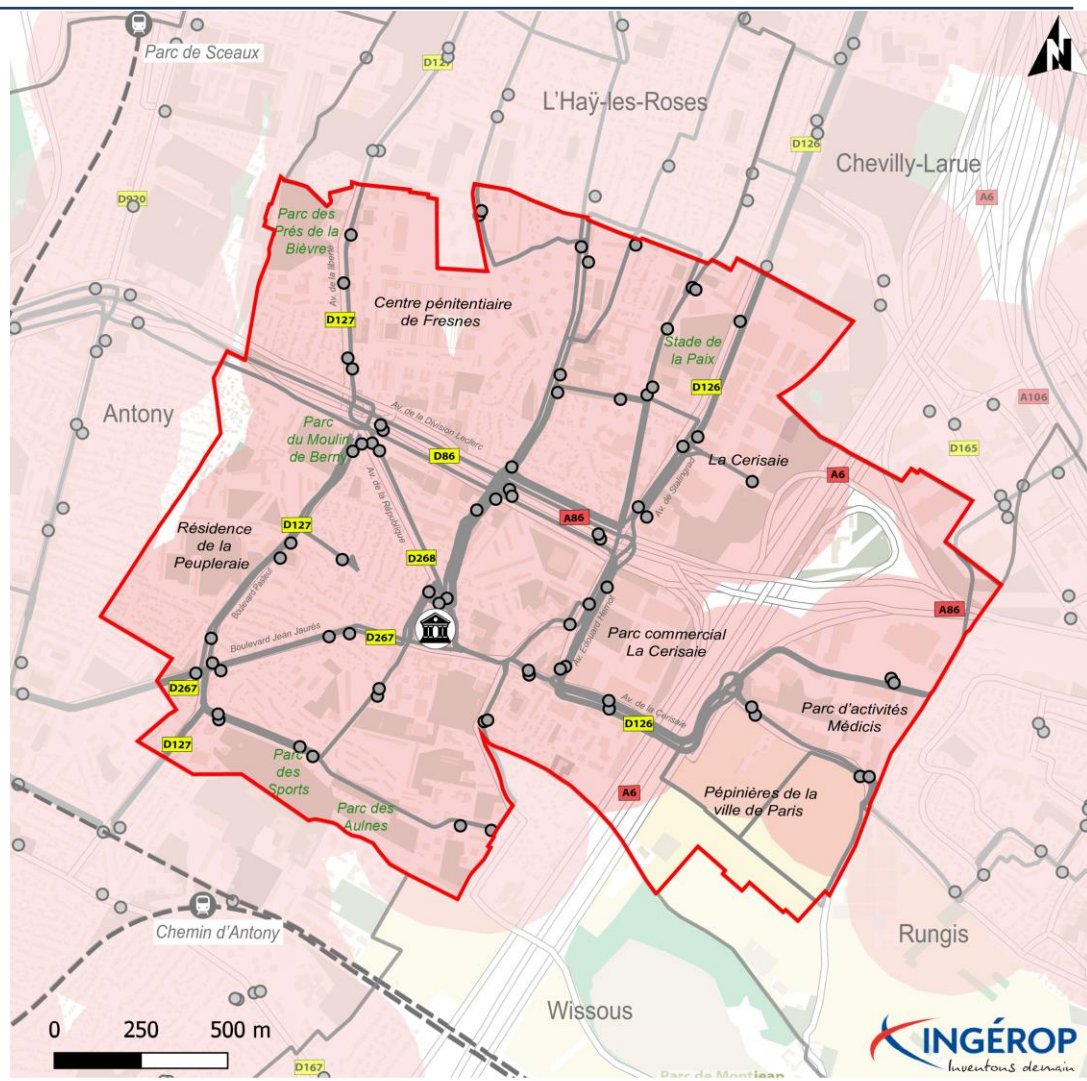 N
Parc de Sceaux
D127
L'Haÿ-les-Roses
D126
Chevilly-Larue
D920
A6
Parc des
Prés de la
Bièvre
Av. de la liberté
Centre pénitentiaire
de Fresnes
D127
Stade de
la Paix
D126
A106
Antony
Parc
du Moulin
de Berny
Av. de la Division Leclerc
D86
D165
La Cerisaie
A6
Av. de la République
Av. de Stalingrad
A86
Résidence
de la
Peupleraie
D127
D268
Boulevard Pasteur
A86
Boulevard Jean Jaurès
D267
Av. Edouard Herriot
Parc commercial
La Cerisaie
D267
Av. de la Cerisaie
D126
Parc d'activités
Médicis
D127
Parc
des
Sports
A6
Pépinières de la
ville de Paris
Parc des
Aulnes
Chemin d'Antony
Rungis
Wissous
0 250 500 m
D167
Parc de Montjean
INGÉROP
Inventons demain